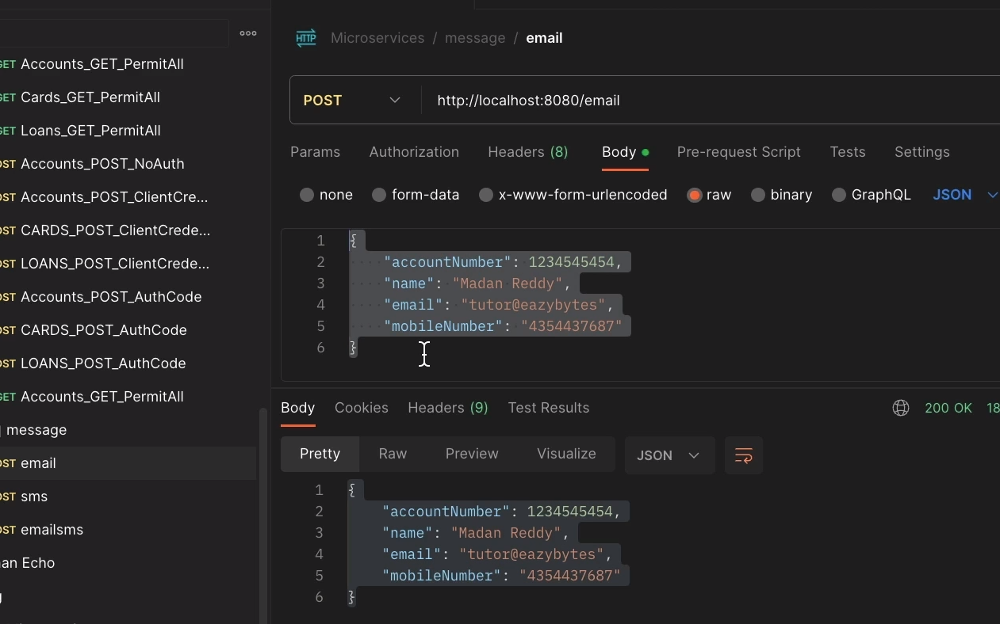 GET Accounts_GET_PermitAll
GET Cards_GET_PermitAll
GET Loans_GET_PermitAll
OST Accounts_POST_NoAuth
OST Accounts_POST_ClientCre...
OST CARDS_POST_ClientCrede...
OST LOANS_POST_ClientCrede...
OST Accounts_POST_AuthCode
OST CARDS_POST_AuthCode
OST LOANS_POST_AuthCode
GET Accounts_GET_PermitAll
message
OST email
OST sms
OST emailsms
an Echo
HTTP Microservices / message / email
POST http://localhost:8080/email
Params Authorization Headers (8) Body Pre-request Script Tests Settings
none form-data x-www-form-urlencoded raw binary GraphQL JSON
1 {
2 "accountNumber": 1234545454,
3 "name": "Madan Reddy",
4 "email": "tutor@eazybytes",
5 "mobileNumber": "4354437687"
6 }
Body Cookies Headers (9) Test Results 200 OK 18
Pretty Raw Preview Visualize JSON
1 {
2 "accountNumber": 1234545454,
3 "name": "Madan Reddy",
4 "email": "tutor@eazybytes",
5 "mobileNumber": "4354437687"
6 }